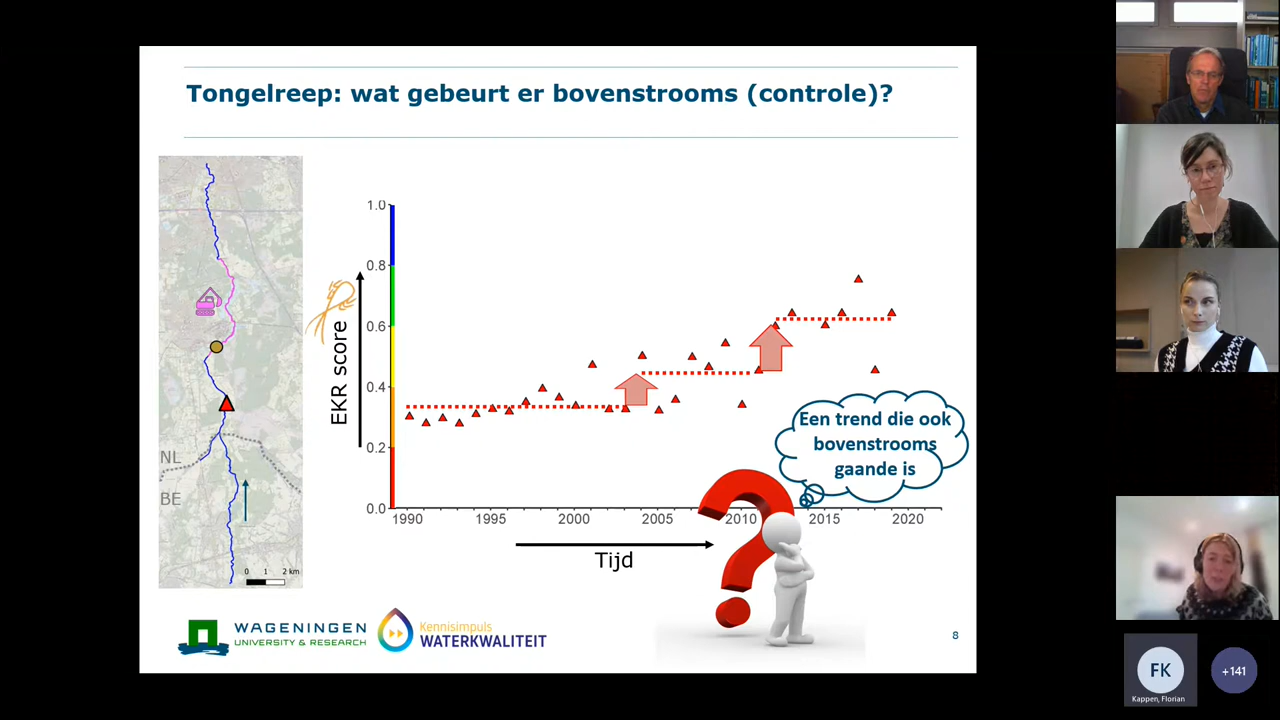 Tongelreep: wat gebeurt er bovenstrooms (controle)?
NL
BE
0 1 2 km
EKR score
1.0
0.8
0.6
0.4
0.2
0.0
1990 1995 2000 2005 2010 2015 2020
Tijd
Een trend die ook
bovenstrooms
gaande is
WAGENINGEN
UNIVERSITY & RESEARCH
Kennisimpuls
WATERKWALITEIT
8
FK
Kappen, Florian
+141